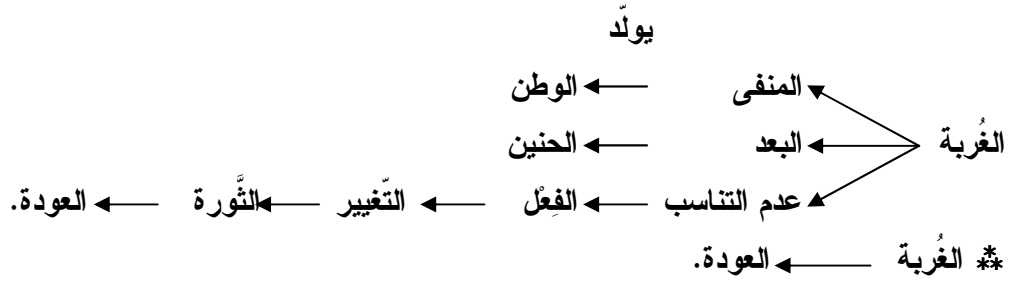 يولّد
المنفى ← الوطن
الغُربة ← البعد ← الحنين
عدم التناسب ← الفِعْل ← التّغيير ← الثَّورة ← العودة.
⁂ الغُربة ← العودة.